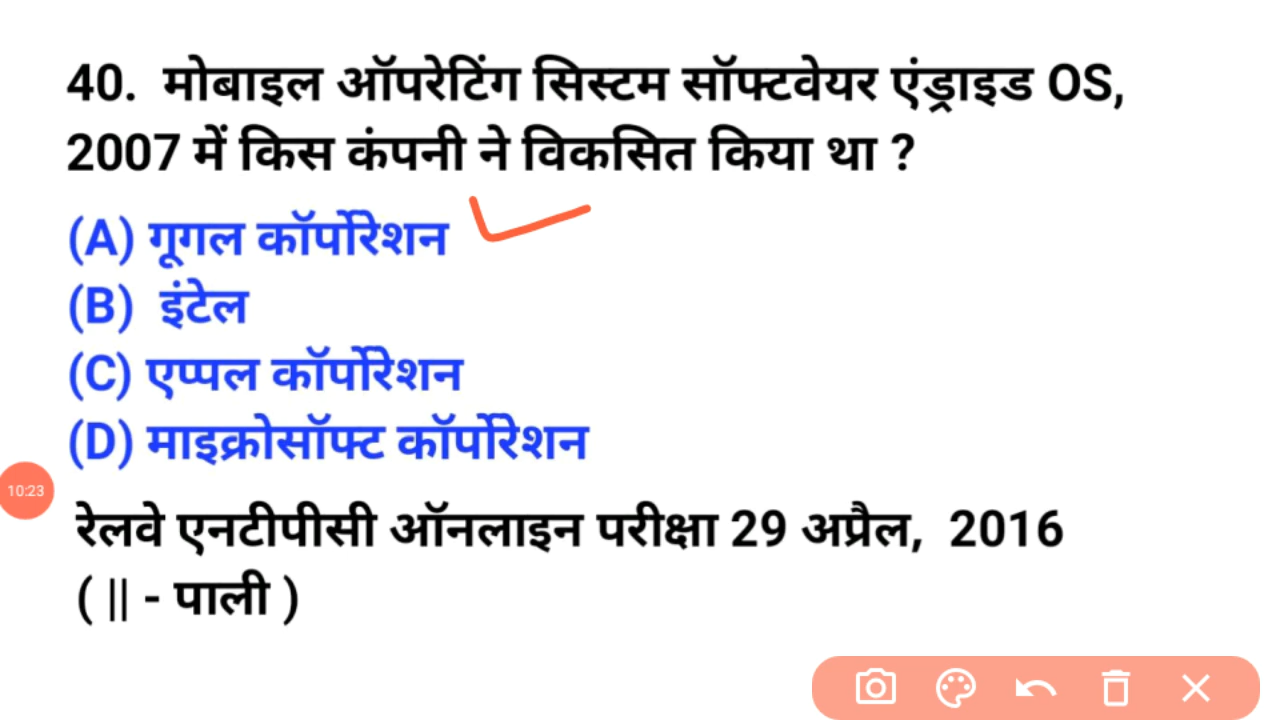 40. मोबाइल ऑपरेटिंग सिस्टम सॉफ्टवेयर एंड्राइड OS,
2007 में किस कंपनी ने विकसित किया था ?
(A) गूगल कॉर्पोरेशन
(B) इंटेल
(C) एप्पल कॉर्पोरेशन
(D) माइक्रोसॉफ्ट कॉर्पोरेशन
10:23
रेलवे एनटीपीसी ऑनलाइन परीक्षा 29 अप्रैल, 2016
( || - पाली )